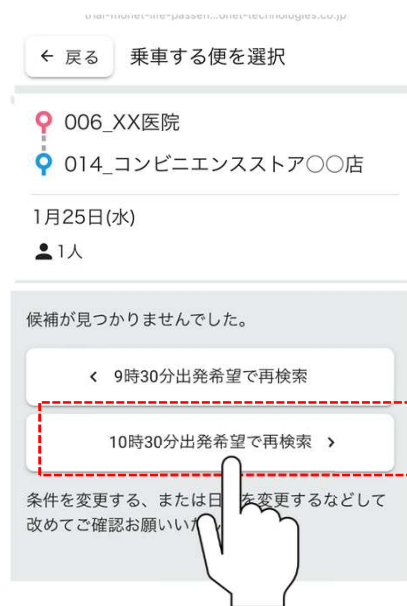 ← 戻る 乗車する便を選択
006_XX医院
014_コンビニエンスストア〇〇店
1月25日(水)
1人
候補が見つかりませんでした。
‹ 9時30分出発希望で再検索
10時30分出発希望で再検索 ›
条件を変更する、または日 を変更するなどして
改めてご確認お願いいた